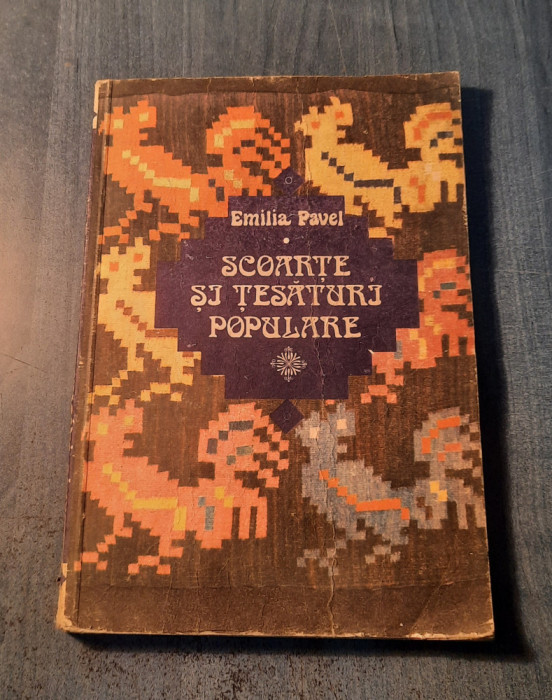 Emilia Pavel
SCOARȚE
ȘI ȚESĂTURI
POPULARE